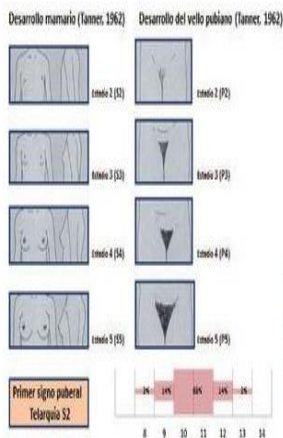 Desarrollo mamario (Tanner, 1962)
Desarrollo del vello pubiano (Tanner, 1962)
Estadio 2 (S2)
Estadio 2 (P2)
Estadio 3 (S3)
Estadio 3 (P3)
Estadio 4 (S4)
Estadio 4 (P4)
Estadio 5 (S5)
Estadio 5 (P5)
Primer signo puberal
Telarquia S2
2% 14% 68% 14% 2%
8 9 10 11 12 13 14